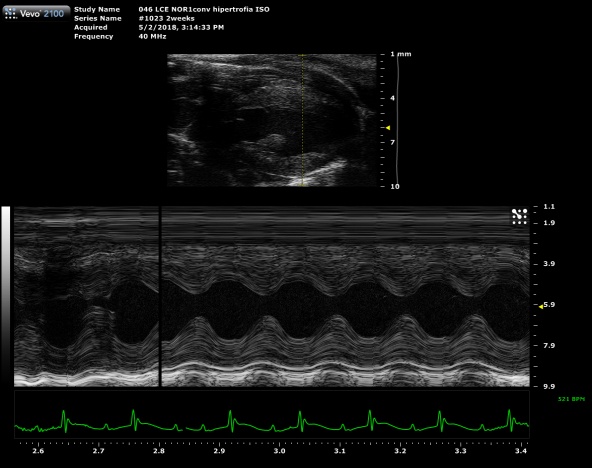 Vevo 2100
Study Name 046 LCE NOR1conv hipertrofia ISO
Series Name #1023 2weeks
Acquired 5/2/2018, 3:14:33 PM
Frequency 40 MHz
1 mm
4
7
10
1.1
1.9
3.9
5.9
7.9
9.9
521 BPM
2.6 2.7 2.8 2.9 3.0 3.1 3.2 3.3 3.4